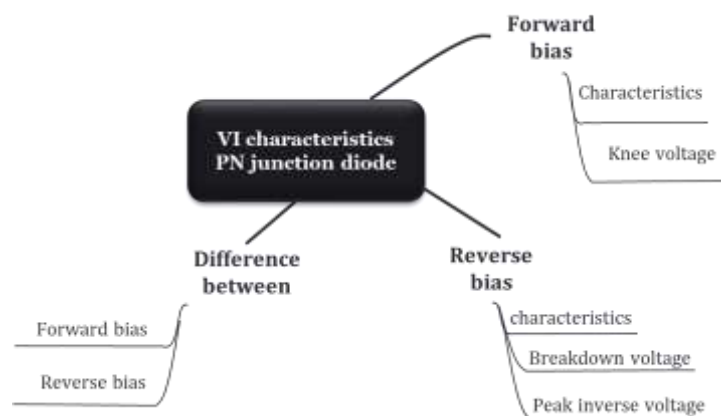 VI characteristics
PN junction diode
Forward
bias
Characteristics
Knee voltage
Reverse
bias
characteristics
Breakdown voltage
Peak inverse voltage
Difference
between
Forward bias
Reverse bias